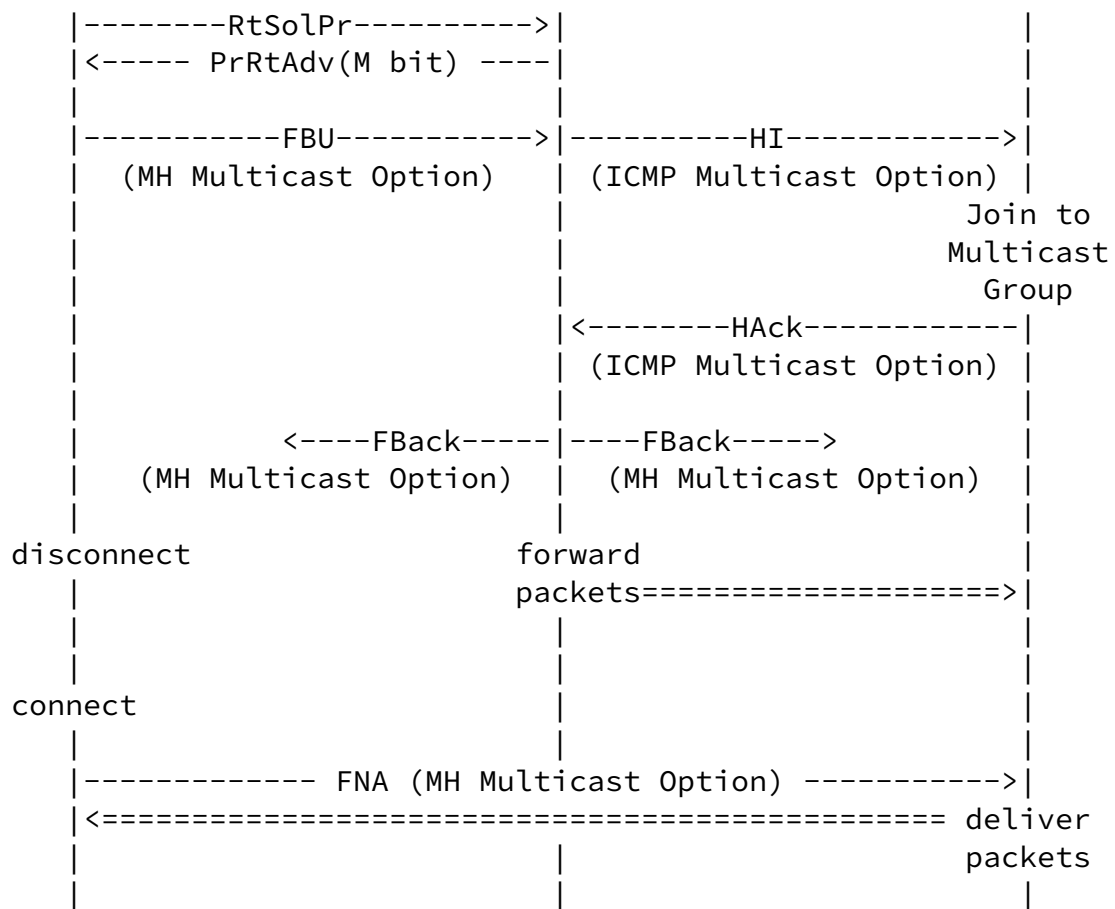 |--------RtSolPr---------->|                          |
|<----- PrRtAdv(M bit) ----|                          |
|                          |                          |
|-----------FBU----------->|----------HI------------->|
|  (MH Multicast Option)   | (ICMP Multicast Option) |
|                          |                      Join to
|                          |                     Multicast
|                          |                       Group
|                          |<--------HAck------------|
|                          | (ICMP Multicast Option) |
|                          |                          |
|           <----FBack-----|----FBack----->           |
|   (MH Multicast Option)  |  (MH Multicast Option)  |
|                          |                          |
disconnect                 forward                    |
|                        packets====================>|
|                          |                          |
|                          |                          |
connect                    |                          |
|                          |                          |
|------------- FNA (MH Multicast Option) ----------->|
|<=============================================== deliver
|                          |                      packets
|                          |                          |